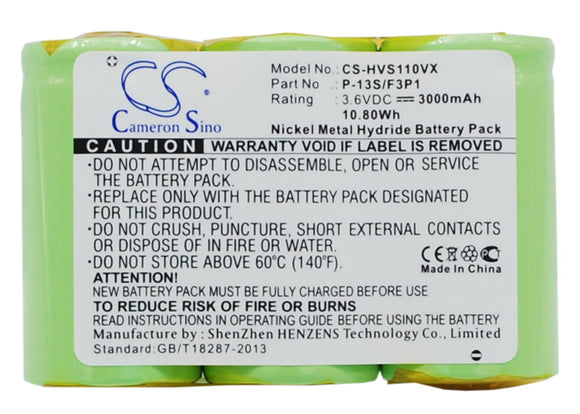 CS
Cameron Sino
Model No.: CS-HVS110VX
Part No : P-13S/F3P1
Rating : 3.6VDC 3000mAh
10.80Wh
Nickel Metal Hydride Battery Pack
CAUTION WARRANTY VOID IF LABEL IS REMOVED
•DO NOT ATTEMPT TO DISASSEMBLE, OPEN OR SERVICE
THE BATTERY PACK.
•REPLACE ONLY WITH BATTERY PACK DESIGNATED
FOR THIS EQUIPMENT.
•DO NOT CRUSH, PUNCTURE, SHORT EXTERNAL CONTACTS
OR DISPOSE OF IN FIRE OR WATER.
•DO NOT STORE ABOVE 60°C (140°F).
CE
Made In China
ATTENTION!
NEW BATTERY PACK MUST BE FULLY CHARGED BEFORE INITIAL USE
TO REDUCE RISK OF FIRE OR BURNS
READ INSTRUCTIONS IN OPERATING GUIDE BEFORE USING
Manufacture by: ShenZhen HENZENS Technology Co., Limited
Standard:GB/T18287-2013